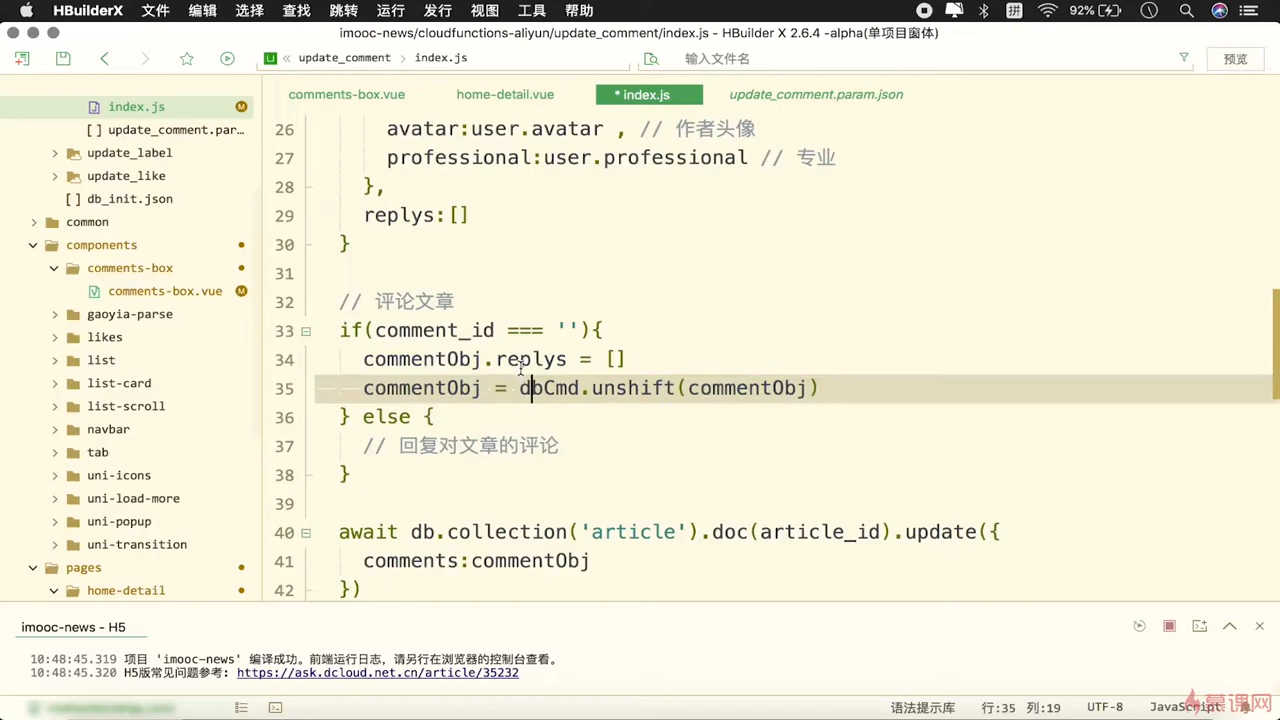 HBuilderX 文件 编辑 选择 查找 跳转 运行 发行 视图 工具 帮助 拼 92%
imooc-news/cloudfunctions-aliyun/update_comment/index.js - HBuilder X 2.6.4 -alpha(单项目窗体)
update_comment > index.js 输入文件名 预览
comments-box.vue home-detail.vue * index.js update_comment.param.json
index.js M
[ ] update_comment.par...
update_label
update_like
[ ] db_init.json
common
components
comments-box
comments-box.vue M
gaoyia-parse
likes
list
list-card
list-scroll
navbar
tab
uni-icons
uni-load-more
uni-popup
uni-transition
pages
home-detail
26 avatar:user.avatar , // 作者头像
27 professional:user.professional // 专业
28 },
29 replys:[]
30 }
31
32 // 评论文章
33 if(comment_id === ''){
34 commentObj.replys = []
35 commentObj = dbCmd.unshift(commentObj)
36 } else {
37 // 回复对文章的评论
38 }
39
40 await db.collection('article').doc(article_id).update({
41 comments:commentObj
42 })
imooc-news - H5
10:48:45.319 项目 'imooc-news' 编译成功。前端运行日志，请另行在浏览器的控制台查看。
10:48:45.320 H5版常见问题参考: https://ask.dcloud.net.cn/article/35232
语法提示库 行:35 列:19 UTF-8 JavaScript
慕课网